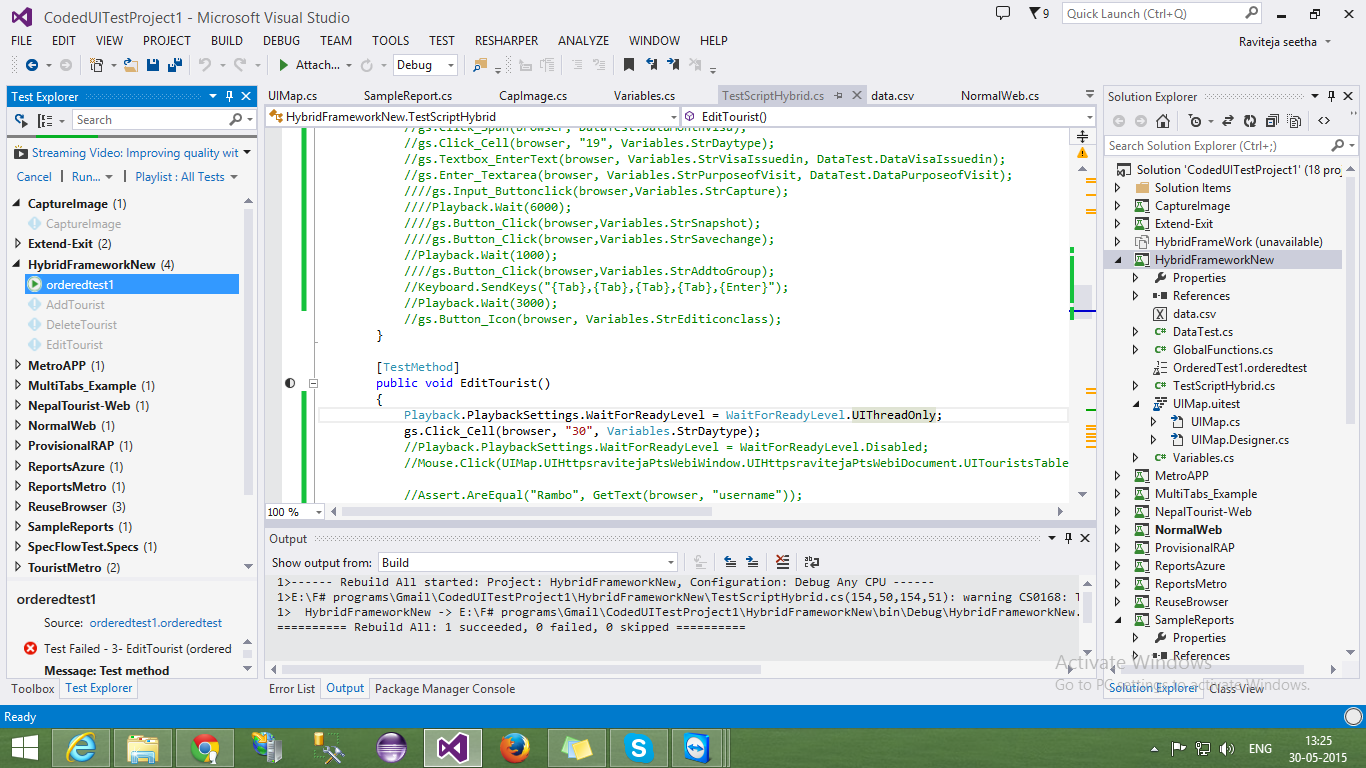 CodedUITestProject1 - Microsoft Visual Studio
9
Quick Launch (Ctrl+Q)
FILE EDIT VIEW PROJECT BUILD DEBUG TEAM TOOLS TEST RESHARPER ANALYZE WINDOW HELP
Raviteja seetha
Attach... Debug
Test Explorer
Search
Streaming Video: Improving quality wit
Cancel Run... Playlist : All Tests
CaptureImage (1)
CaptureImage
Extend-Exit (2)
HybridFrameworkNew (4)
orderedtest1
AddTourist
DeleteTourist
EditTourist
MetroAPP (1)
MultiTabs_Example (1)
NepalTourist-Web (1)
NormalWeb (1)
ProvisionalRAP (1)
ReportsAzure (1)
ReportsMetro (1)
ReuseBrowser (3)
SampleReports (1)
SpecFlowTest.Specs (1)
TouristMetro (2)
orderedtest1
Source: orderedtest1.orderedtest
Test Failed - 3- EditTourist (ordered
Message: Test method
Toolbox Test Explorer
UIMap.cs SampleReport.cs CapImage.cs Variables.cs TestScriptHybrid.cs data.csv NormalWeb.cs
HybridFrameworkNew.TestScriptHybrid EditTourist()
//gs.Click_Span(browser, DataTest.DataMonthvisa);
//gs.Click_Cell(browser, "19", Variables.StrDaytype);
//gs.Textbox_EnterText(browser, Variables.StrVisaIssuedin, DataTest.DataVisaIssuedin);
//gs.Enter_Textarea(browser, Variables.StrPurposeofVisit, DataTest.DataPurposeofVisit);
////gs.Input_Buttonclick(browser,Variables.StrCapture);
////Playback.Wait(6000);
////gs.Button_Click(browser,Variables.StrSnapshot);
////gs.Button_Click(browser,Variables.StrSavechange);
//Playback.Wait(1000);
////gs.Button_Click(browser,Variables.StrAddtoGroup);
//Keyboard.SendKeys("{Tab},{Tab},{Tab},{Tab},{Enter}");
//Playback.Wait(3000);
//gs.Button_Icon(browser, Variables.StrEditiconclass);
}
[TestMethod]
public void EditTourist()
{
Playback.PlaybackSettings.WaitForReadyLevel = WaitForReadyLevel.UIThreadOnly;
gs.Click_Cell(browser, "30", Variables.StrDaytype);
//Playback.PlaybackSettings.WaitForReadyLevel = WaitForReadyLevel.Disabled;
//Mouse.Click(UIMap.UIHttpsravitejaPtsWebiWindow.UIHttpsravitejaPtsWebiDocument.UITouristsTable
//Assert.AreEqual("Rambo", GetText(browser, "username"));
100 %
Output
Show output from: Build
1>------ Rebuild All started: Project: HybridFrameworkNew, Configuration: Debug Any CPU ------
1>E:\F# programs\Gmail\CodedUITestProject1\HybridFrameworkNew\TestScriptHybrid.cs(154,50,154,51): warning CS0168: T
1> HybridFrameworkNew -> E:\F# programs\Gmail\CodedUITestProject1\HybridFrameworkNew\bin\Debug\HybridFrameworkNew.
========== Rebuild All: 1 succeeded, 0 failed, 0 skipped ==========
Error List Output Package Manager Console
Solution Explorer
Search Solution Explorer (Ctrl+;)
Solution 'CodedUITestProject1' (18 proj
Solution Items
CaptureImage
Extend-Exit
HybridFrameWork (unavailable)
HybridFrameworkNew
Properties
References
data.csv
DataTest.cs
GlobalFunctions.cs
OrderedTest1.orderedtest
TestScriptHybrid.cs
UIMap.uitest
UIMap.cs
UIMap.Designer.cs
Variables.cs
MetroAPP
MultiTabs_Example
NepalTourist-Web
NormalWeb
ProvisionalRAP
ReportsAzure
ReportsMetro
ReuseBrowser
SampleReports
Properties
References
Activate Windows
Go to PC settings to activate Windows.
Solution Explorer Class View
Ready
ENG
13:25
30-05-2015